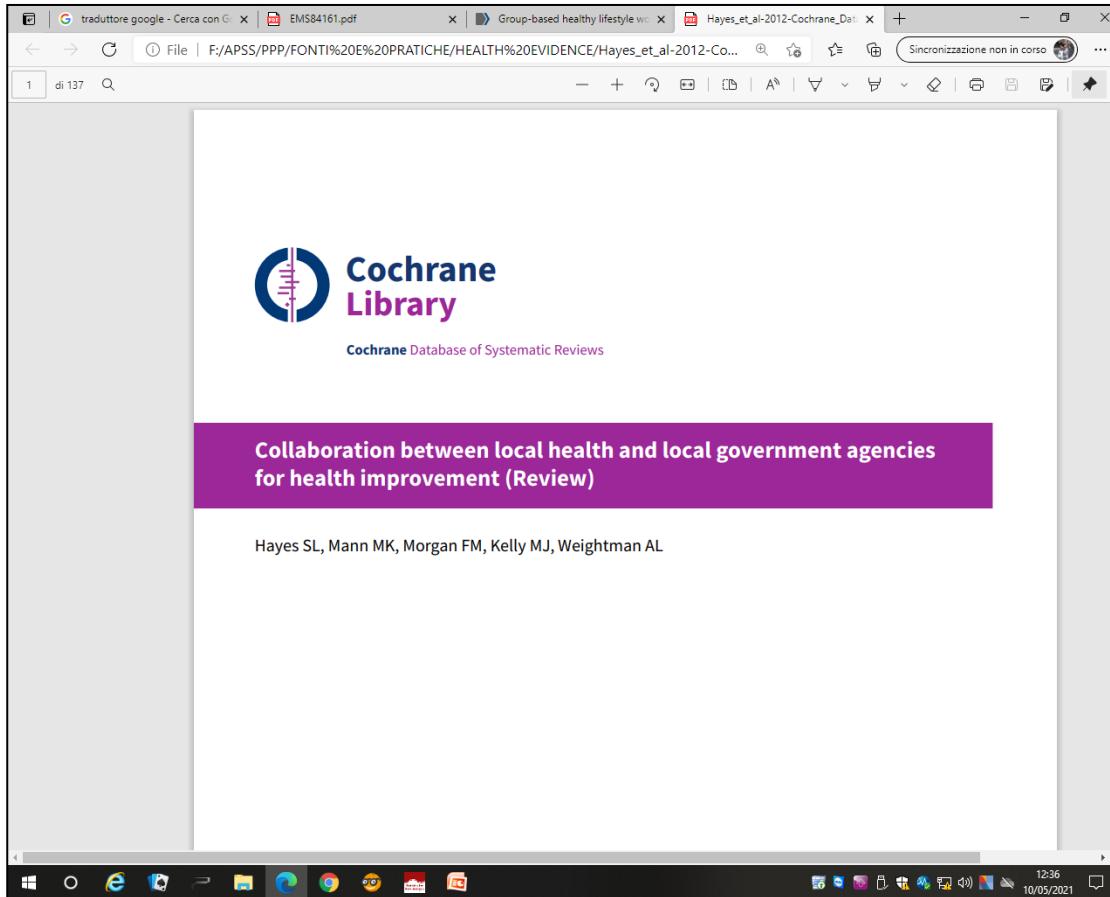 traduttore google - Cerca con G
EMS84161.pdf
Group-based healthy lifestyle wo
Hayes_et_al-2012-Cochrane_Dat
File
F:/APSS/PPP/FONTI%20E%20PRATICHE/HEALTH%20EVIDENCE/Hayes_et_al-2012-Co...
Sincronizzazione non in corso
1 di 137
Cochrane
Library
Cochrane Database of Systematic Reviews
Collaboration between local health and local government agencies
for health improvement (Review)
Hayes SL, Mann MK, Morgan FM, Kelly MJ, Weightman AL
12:36
10/05/2021